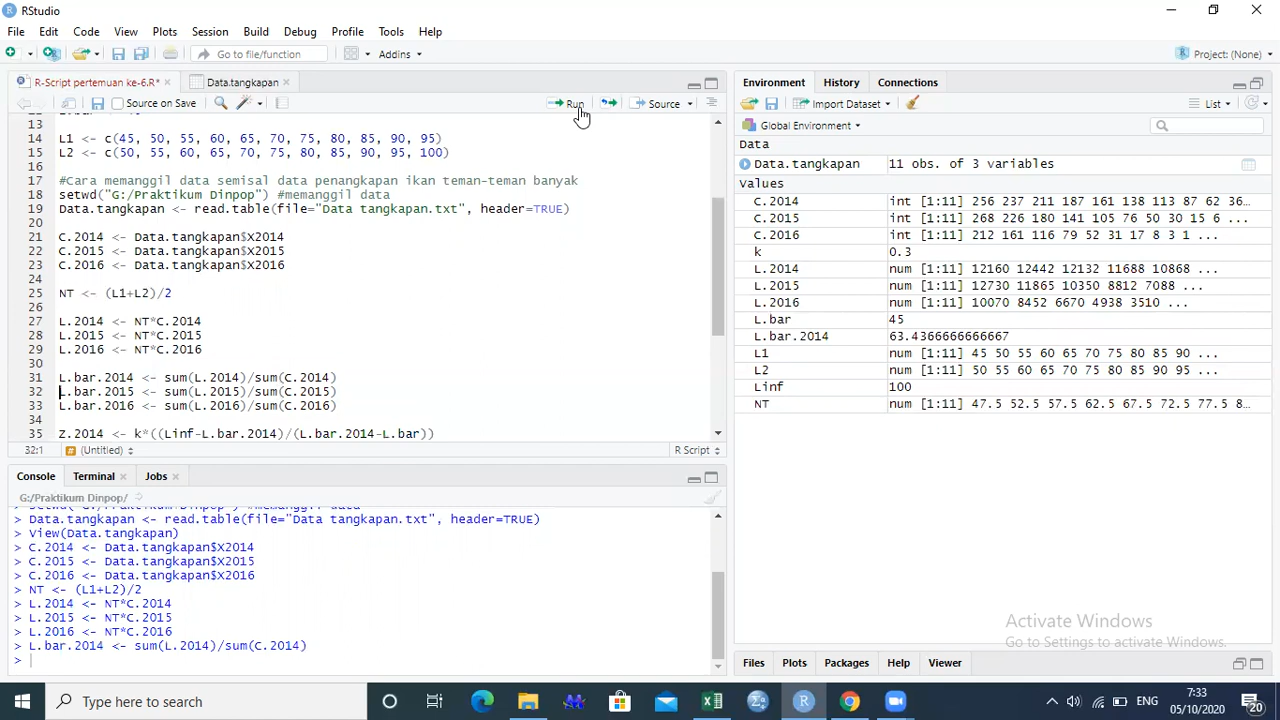 RStudio
File Edit Code View Plots Session Build Debug Profile Tools Help
Go to file/function Addins Project: (None)
R-Script pertemuan ke-6.R* Data.tangkapan
Source on Save Run Source
13
14 L1 <- c(45, 50, 55, 60, 65, 70, 75, 80, 85, 90, 95)
15 L2 <- c(50, 55, 60, 65, 70, 75, 80, 85, 90, 95, 100)
16
17 #Cara memanggil data semisal data penangkapan ikan teman-teman banyak
18 setwd("G:/Praktikum Dinpop") #memanggil data
19 Data.tangkapan <- read.table(file="Data tangkapan.txt", header=TRUE)
20
21 C.2014 <- Data.tangkapan$X2014
22 C.2015 <- Data.tangkapan$X2015
23 C.2016 <- Data.tangkapan$X2016
24
25 NT <- (L1+L2)/2
26
27 L.2014 <- NT*C.2014
28 L.2015 <- NT*C.2015
29 L.2016 <- NT*C.2016
30
31 L.bar.2014 <- sum(L.2014)/sum(C.2014)
32 L.bar.2015 <- sum(L.2015)/sum(C.2015)
33 L.bar.2016 <- sum(L.2016)/sum(C.2016)
34
35 Z.2014 <- k*((Linf-L.bar.2014)/(L.bar.2014-L.bar))
32:1 (Untitled) R Script
Console Terminal Jobs
G:/Praktikum Dinpop/
> Data.tangkapan <- read.table(file="Data tangkapan.txt", header=TRUE)
> View(Data.tangkapan)
> C.2014 <- Data.tangkapan$X2014
> C.2015 <- Data.tangkapan$X2015
> C.2016 <- Data.tangkapan$X2016
> NT <- (L1+L2)/2
> L.2014 <- NT*C.2014
> L.2015 <- NT*C.2015
> L.2016 <- NT*C.2016
> L.bar.2014 <- sum(L.2014)/sum(C.2014)
>
Environment History Connections
Import Dataset List
Global Environment
Data
Data.tangkapan 11 obs. of 3 variables
Values
C.2014 int [1:11] 256 237 211 187 161 138 113 87 62 36…
C.2015 int [1:11] 268 226 180 141 105 76 50 30 15 6 ...
C.2016 int [1:11] 212 161 116 79 52 31 17 8 3 1 ...
k 0.3
L.2014 num [1:11] 12160 12442 12132 11688 10868 ...
L.2015 num [1:11] 12730 11865 10350 8812 7088 ...
L.2016 num [1:11] 10070 8452 6670 4938 3510 ...
L.bar 45
L.bar.2014 63.4366666666667
L1 num [1:11] 45 50 55 60 65 70 75 80 85 90 ...
L2 num [1:11] 50 55 60 65 70 75 80 85 90 95 ...
Linf 100
NT num [1:11] 47.5 52.5 57.5 62.5 67.5 72.5 77.5 8…
Activate Windows
Go to Settings to activate Windows.
Files Plots Packages Help Viewer
Type here to search
ENG
7:33
05/10/2020
20